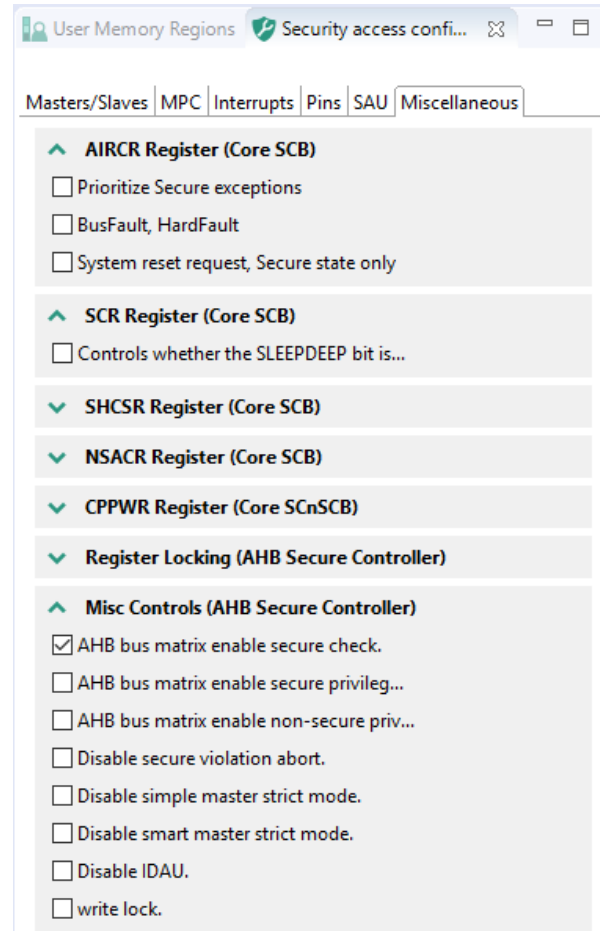 User Memory Regions Security access confi...
Masters/Slaves MPC Interrupts Pins SAU Miscellaneous
AIRCR Register (Core SCB)
Prioritize Secure exceptions
BusFault, HardFault
System reset request, Secure state only
SCR Register (Core SCB)
Controls whether the SLEEPDEEP bit is...
SHCSR Register (Core SCB)
NSACR Register (Core SCB)
CPPWR Register (Core SCnSCB)
Register Locking (AHB Secure Controller)
Misc Controls (AHB Secure Controller)
AHB bus matrix enable secure check.
AHB bus matrix enable secure privileg...
AHB bus matrix enable non-secure priv...
Disable secure violation abort.
Disable simple master strict mode.
Disable smart master strict mode.
Disable IDAU.
write lock.